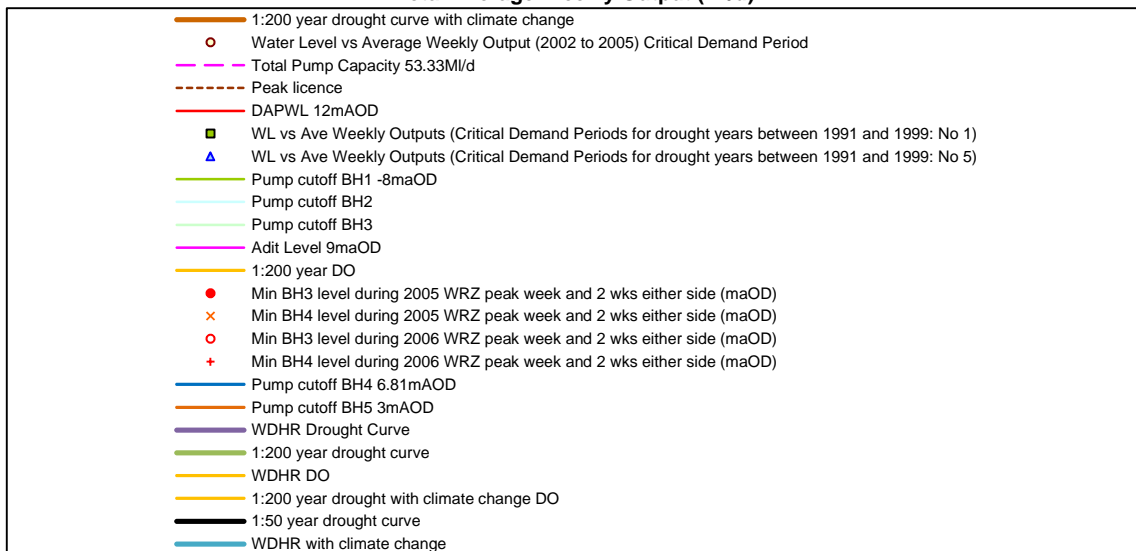 1:200 year drought curve with climate change
Water Level vs Average Weekly Output (2002 to 2005) Critical Demand Period
Total Pump Capacity 53.33Ml/d
Peak licence
DAPWL 12mAOD
WL vs Ave Weekly Outputs (Critical Demand Periods for drought years between 1991 and 1999: No 1)
WL vs Ave Weekly Outputs (Critical Demand Periods for drought years between 1991 and 1999: No 5)
Pump cutoff BH1 -8maOD
Pump cutoff BH2
Pump cutoff BH3
Adit Level 9maOD
1:200 year DO
Min BH3 level during 2005 WRZ peak week and 2 wks either side (maOD)
Min BH4 level during 2005 WRZ peak week and 2 wks either side (maOD)
Min BH3 level during 2006 WRZ peak week and 2 wks either side (maOD)
Min BH4 level during 2006 WRZ peak week and 2 wks either side (maOD)
Pump cutoff BH4 6.81mAOD
Pump cutoff BH5 3mAOD
WDHR Drought Curve
1:200 year drought curve
WDHR DO
1:200 year drought with climate change DO
1:50 year drought curve
WDHR with climate change